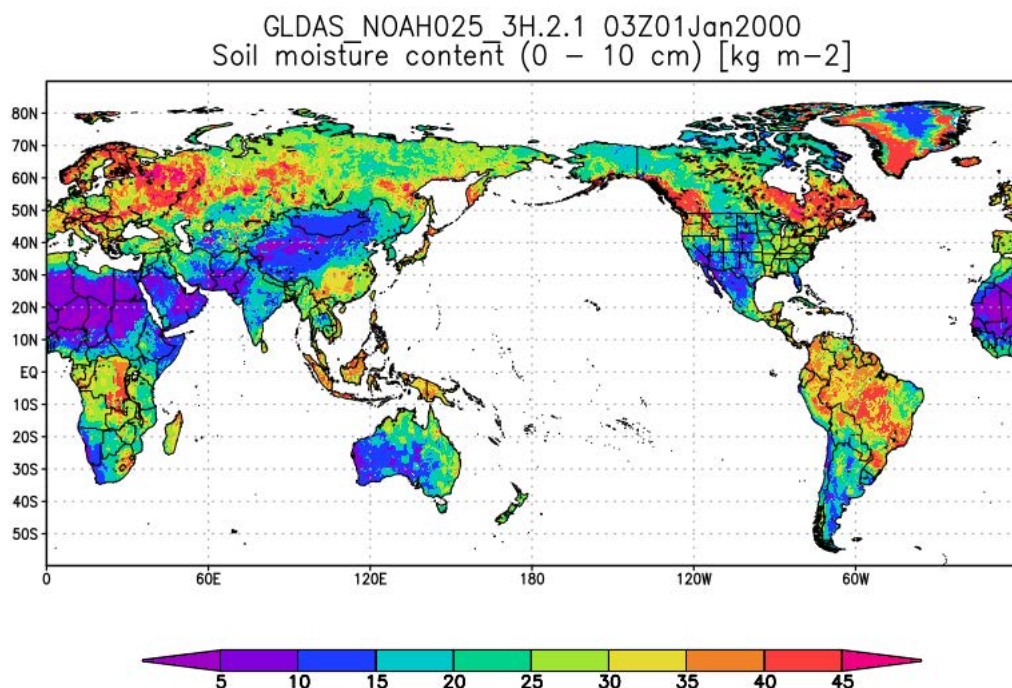 GLDAS_NOAH025_3H.2.1 03Z01Jan2000
Soil moisture content (0 – 10 cm) [kg m-2]
80N
70N
60N
50N
40N
30N
20N
10N
EQ
10S
20S
30S
40S
50S
0 60E 120E 180 120W 60W
5 10 15 20 25 30 35 40 45